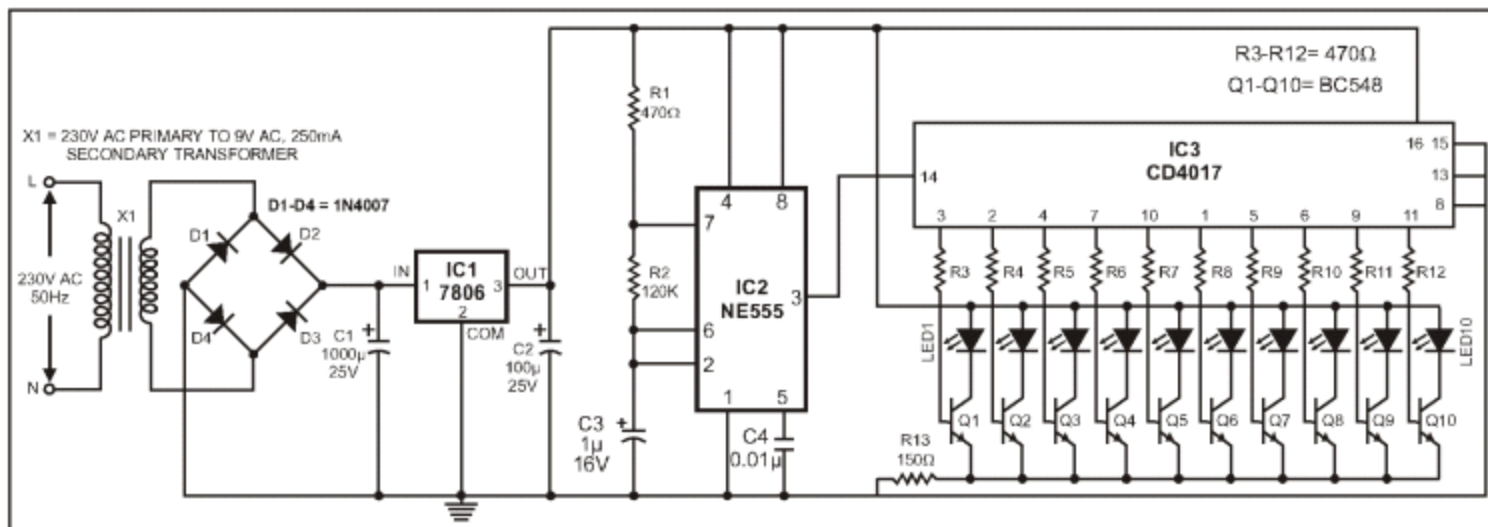 R3-R12= 470Ω
Q1-Q10= BC548
X1 = 230V AC PRIMARY TO 9V AC, 250mA
SECONDARY TRANSFORMER
L
N
230V AC
50Hz
X1
D1-D4 = 1N4007
D1
D2
D4
D3
IN
IC1
7806
1
3
2
OUT
COM
C1
1000µ
25V
+
C2
100µ
25V
+
R1
470Ω
R2
120K
C3
1µ
16V
+
4
8
7
IC2
NE555
3
6
2
1
5
C4
0.01µ
IC3
CD4017
14
16
15
13
8
3
2
4
7
10
1
5
6
9
11
R3
R4
R5
R6
R7
R8
R9
R10
R11
R12
LED1
LED10
Q1
Q2
Q3
Q4
Q5
Q6
Q7
Q8
Q9
Q10
R13
150Ω